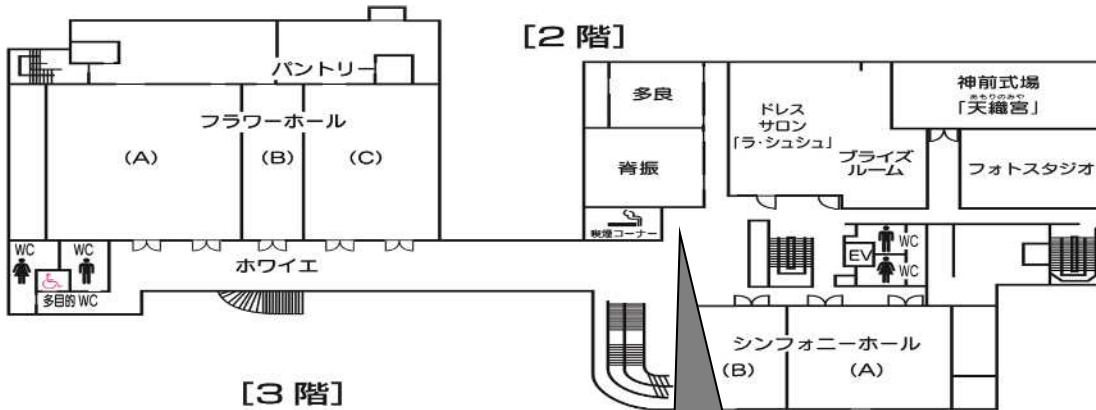 [2 階]
パントリー
フラワーホール
(A)
(B)
(C)
WC
WC
多目的 WC
ホワイエ
多良
脊振
喫煙コーナー
ドレス
サロン
「ラ・シュシュ」
ブライズ
ルーム
神前式場
あもりのみや
「天織宮」
フォトスタジオ
EV
WC
WC
シンフォニーホール
(B)
(A)
[3 階]